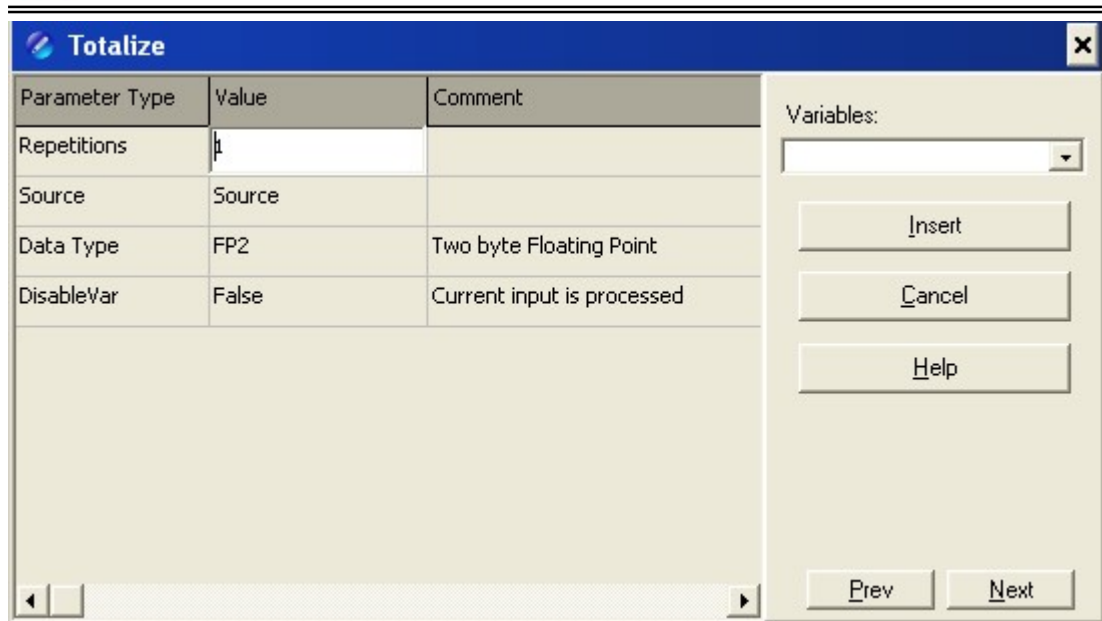 Totalize
Parameter Type Value Comment
Repetitions 1
Source Source
Data Type FP2 Two byte Floating Point
DisableVar False Current input is processed
Variables:
Insert
Cancel
Help
Prev Next